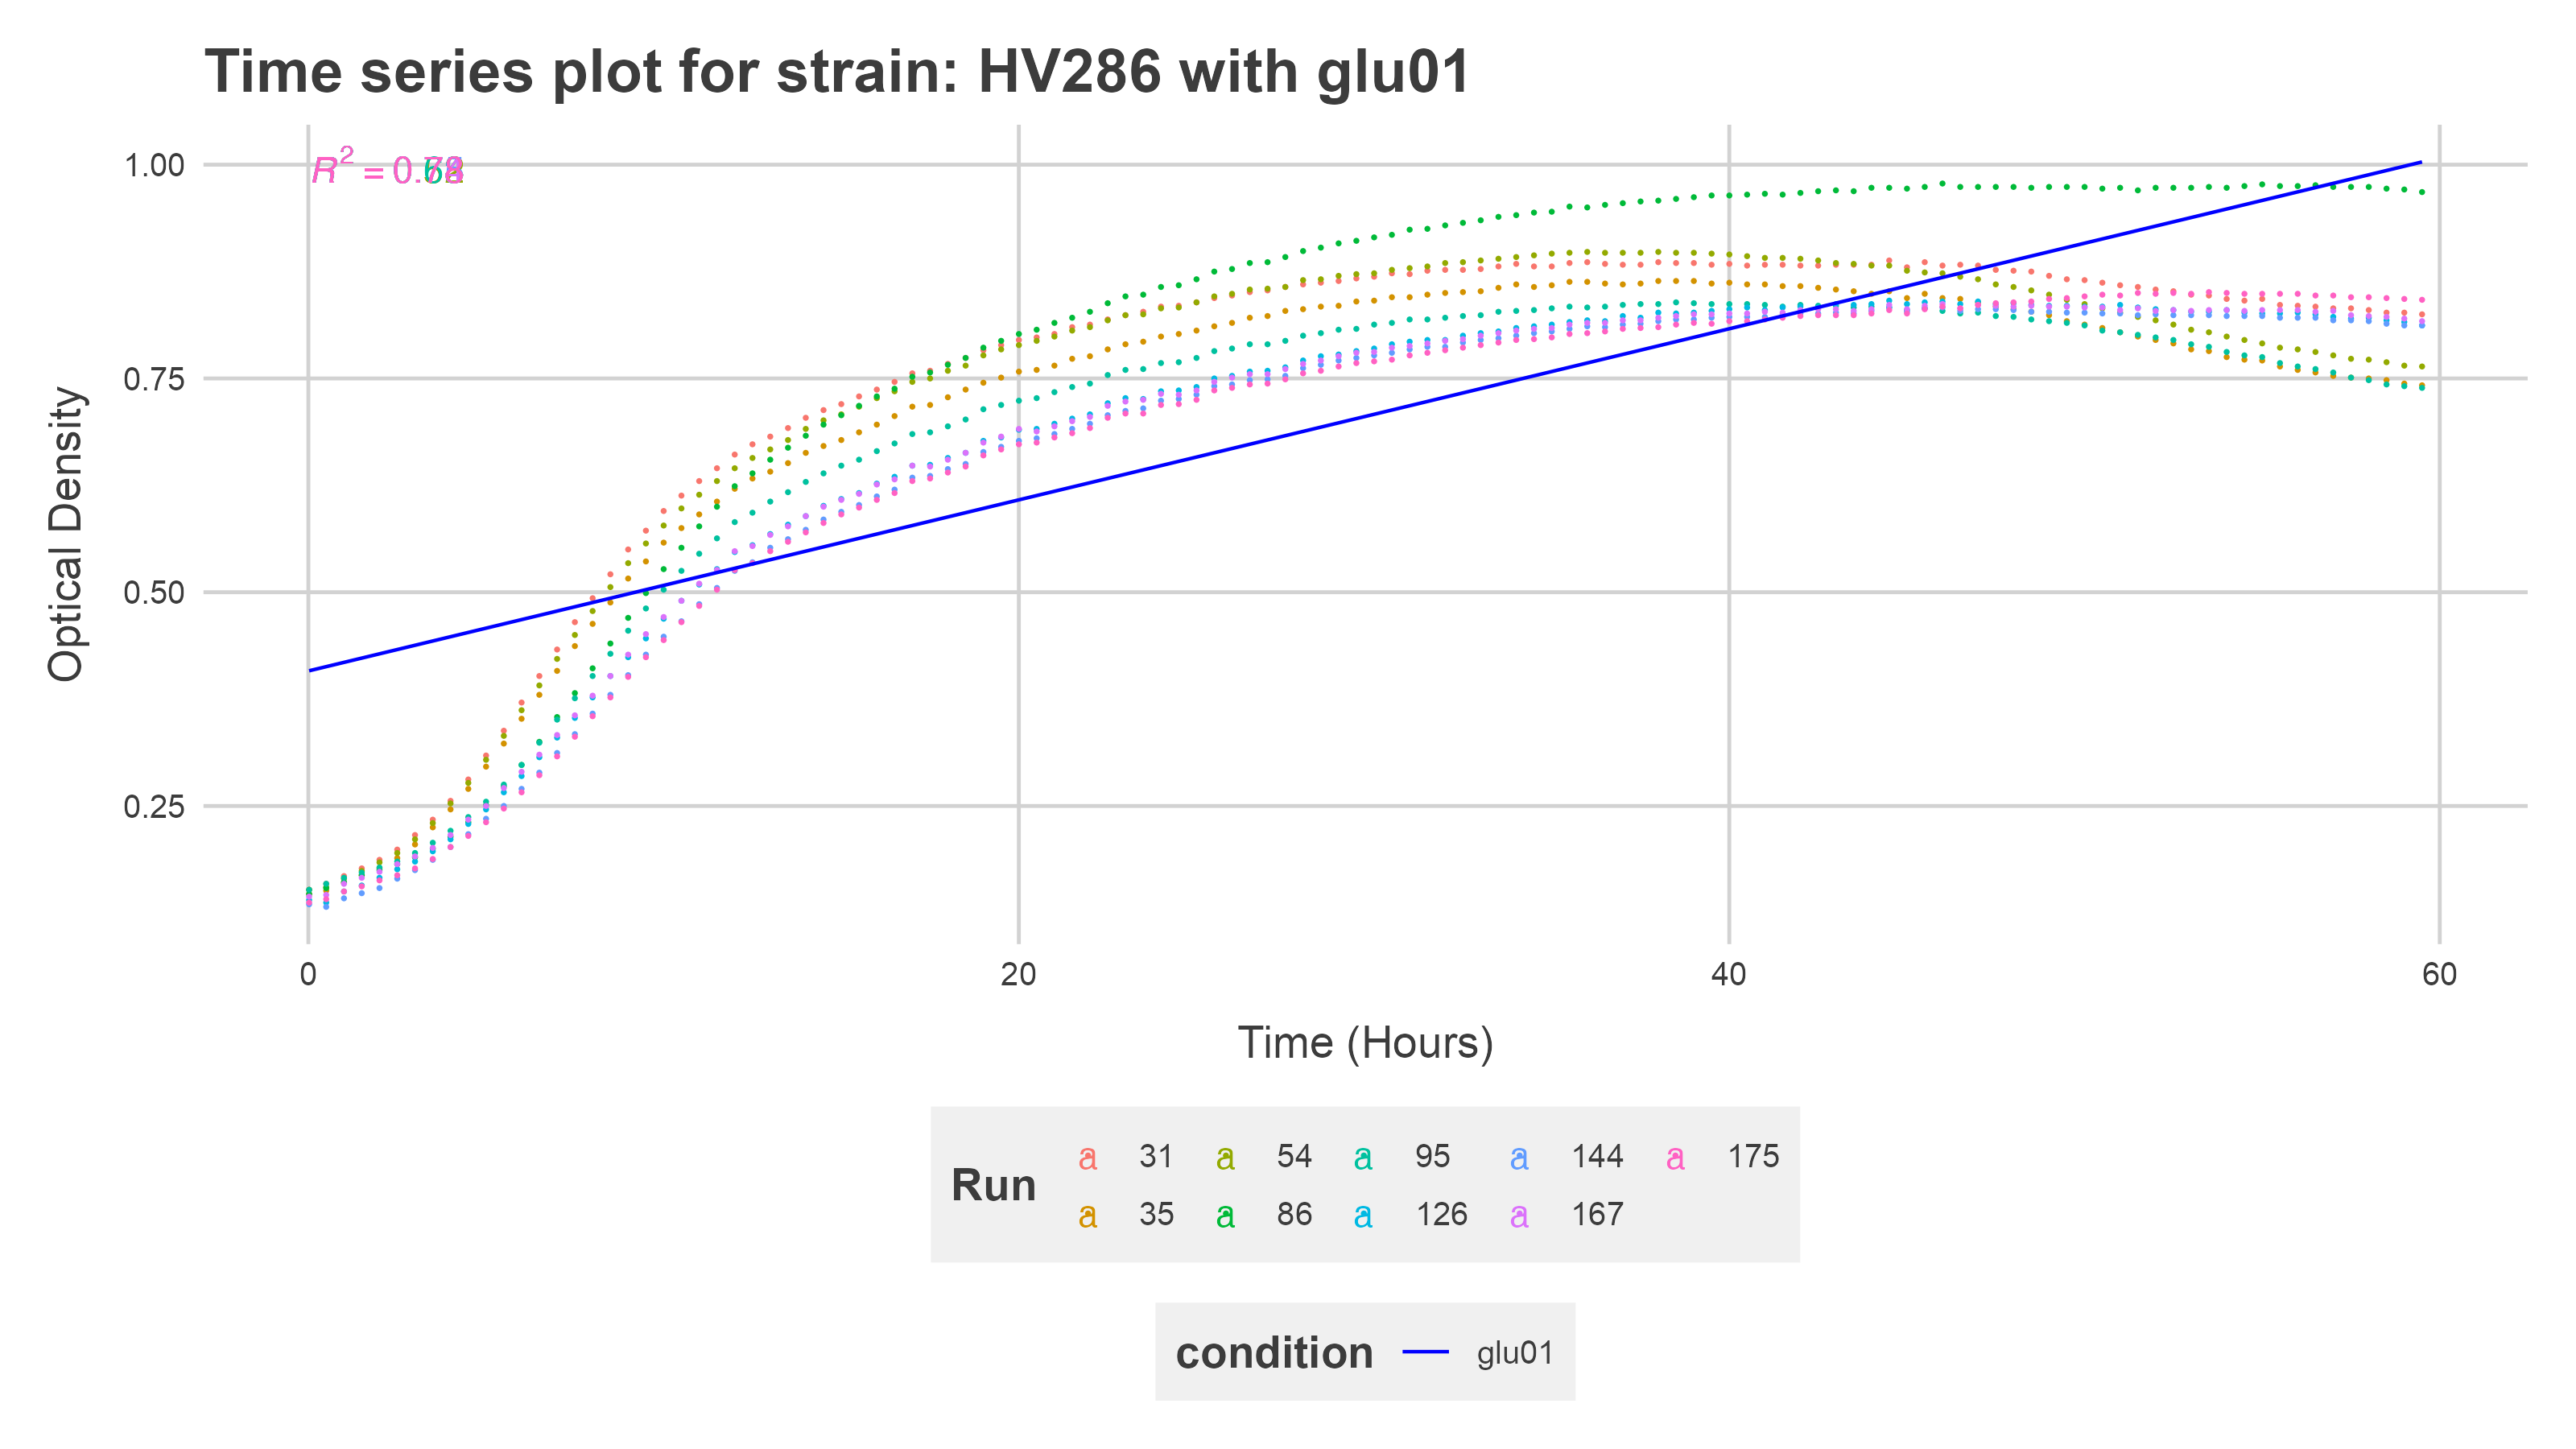 Time series plot for strain: HV286 with glu01
1.00
R² = 0.
0.75
0.50
0.25
Optical Density
0 20 40 60
Time (Hours)
Run
a 31 a 54 a 95 a 144 a 175
a 35 a 86 a 126 a 167
condition glu01